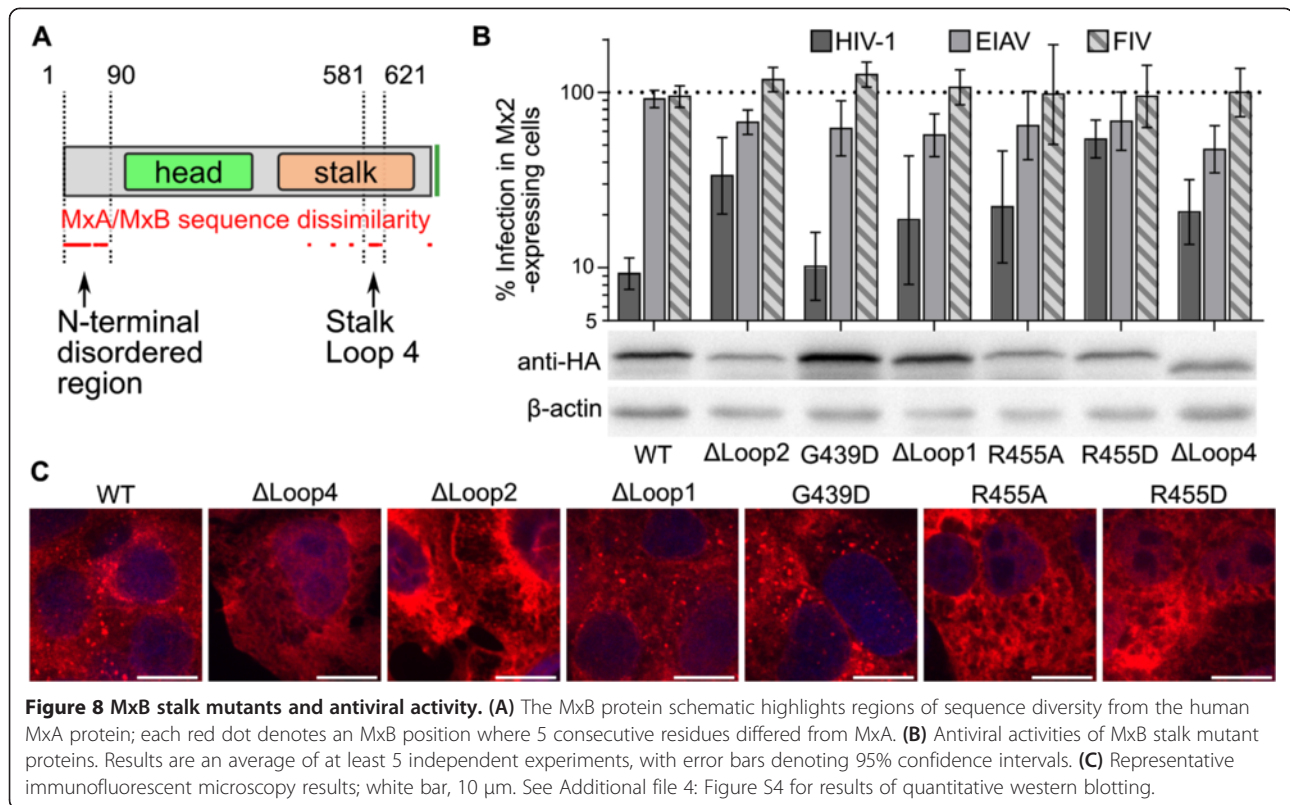 A
1 90 581 621
head stalk
MxA/MxB sequence dissimilarity
N-terminal
disordered
region
Stalk
Loop 4
B
HIV-1 EIAV FIV
% Infection in Mx2
-expressing cells
100
10
5
anti-HA
β-actin
WT ΔLoop2 G439D ΔLoop1 R455A R455D ΔLoop4
C
WT ΔLoop4 ΔLoop2 ΔLoop1 G439D R455A R455D
Figure 8 MxB stalk mutants and antiviral activity. (A) The MxB protein schematic highlights regions of sequence diversity from the human
MxA protein; each red dot denotes an MxB position where 5 consecutive residues differed from MxA. (B) Antiviral activities of MxB stalk mutant
proteins. Results are an average of at least 5 independent experiments, with error bars denoting 95% confidence intervals. (C) Representative
immunofluorescent microscopy results; white bar, 10 μm. See Additional file 4: Figure S4 for results of quantitative western blotting.